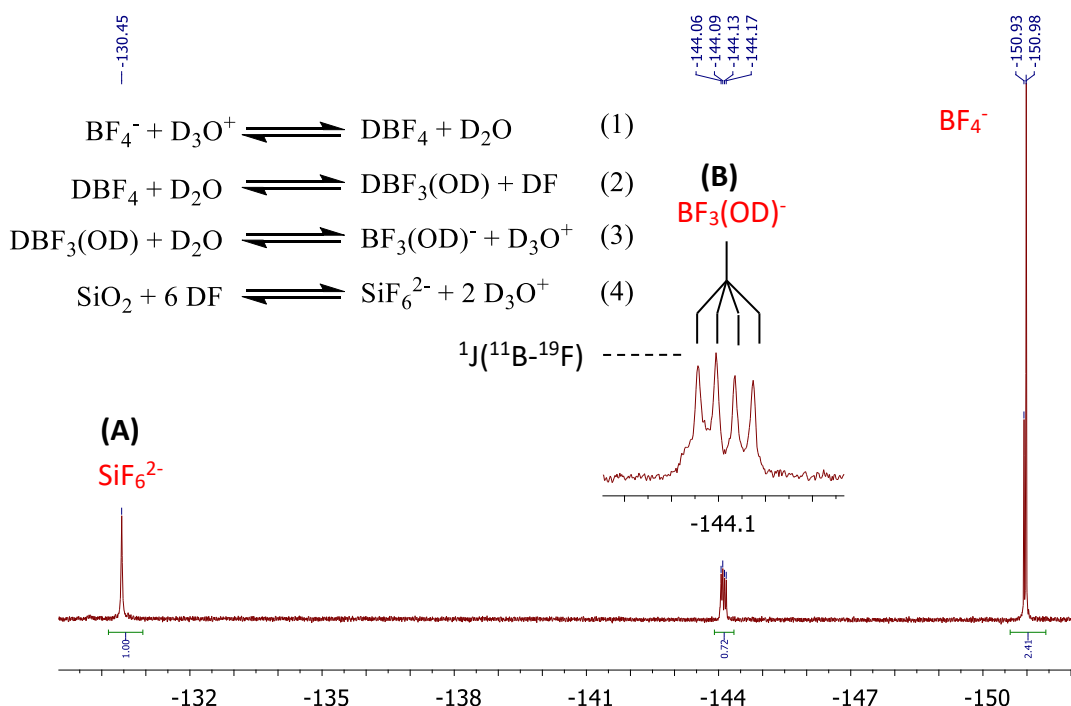 -130.45
-144.06
-144.09
-144.13
-144.17
-150.93
-150.98
BF₄⁻ + D₃O⁺ ⇌ DBF₄ + D₂O (1)
DBF₄ + D₂O ⇌ DBF₃(OD) + DF (2)
DBF₃(OD) + D₂O ⇌ BF₃(OD)⁻ + D₃O⁺ (3)
SiO₂ + 6 DF ⇌ SiF₆²⁻ + 2 D₃O⁺ (4)
BF₄⁻
(B)
BF₃(OD)⁻
¹J(¹¹B-¹⁹F)
(A)
SiF₆²⁻
-144.1
1.00
0.72
2.41
-132 -135 -138 -141 -144 -147 -150